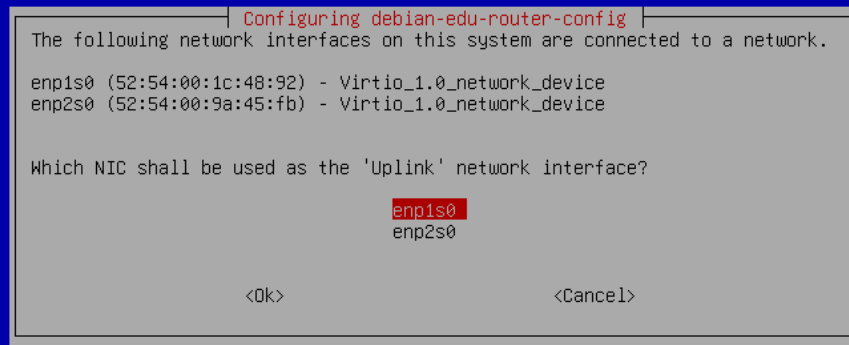 Configuring debian-edu-router-config
The following network interfaces on this system are connected to a network.
enp1s0 (52:54:00:1c:48:92) - Virtio_1.0_network_device
enp2s0 (52:54:00:9a:45:fb) - Virtio_1.0_network_device
Which NIC shall be used as the 'Uplink' network interface?
enp1s0
enp2s0
<Ok> <Cancel>